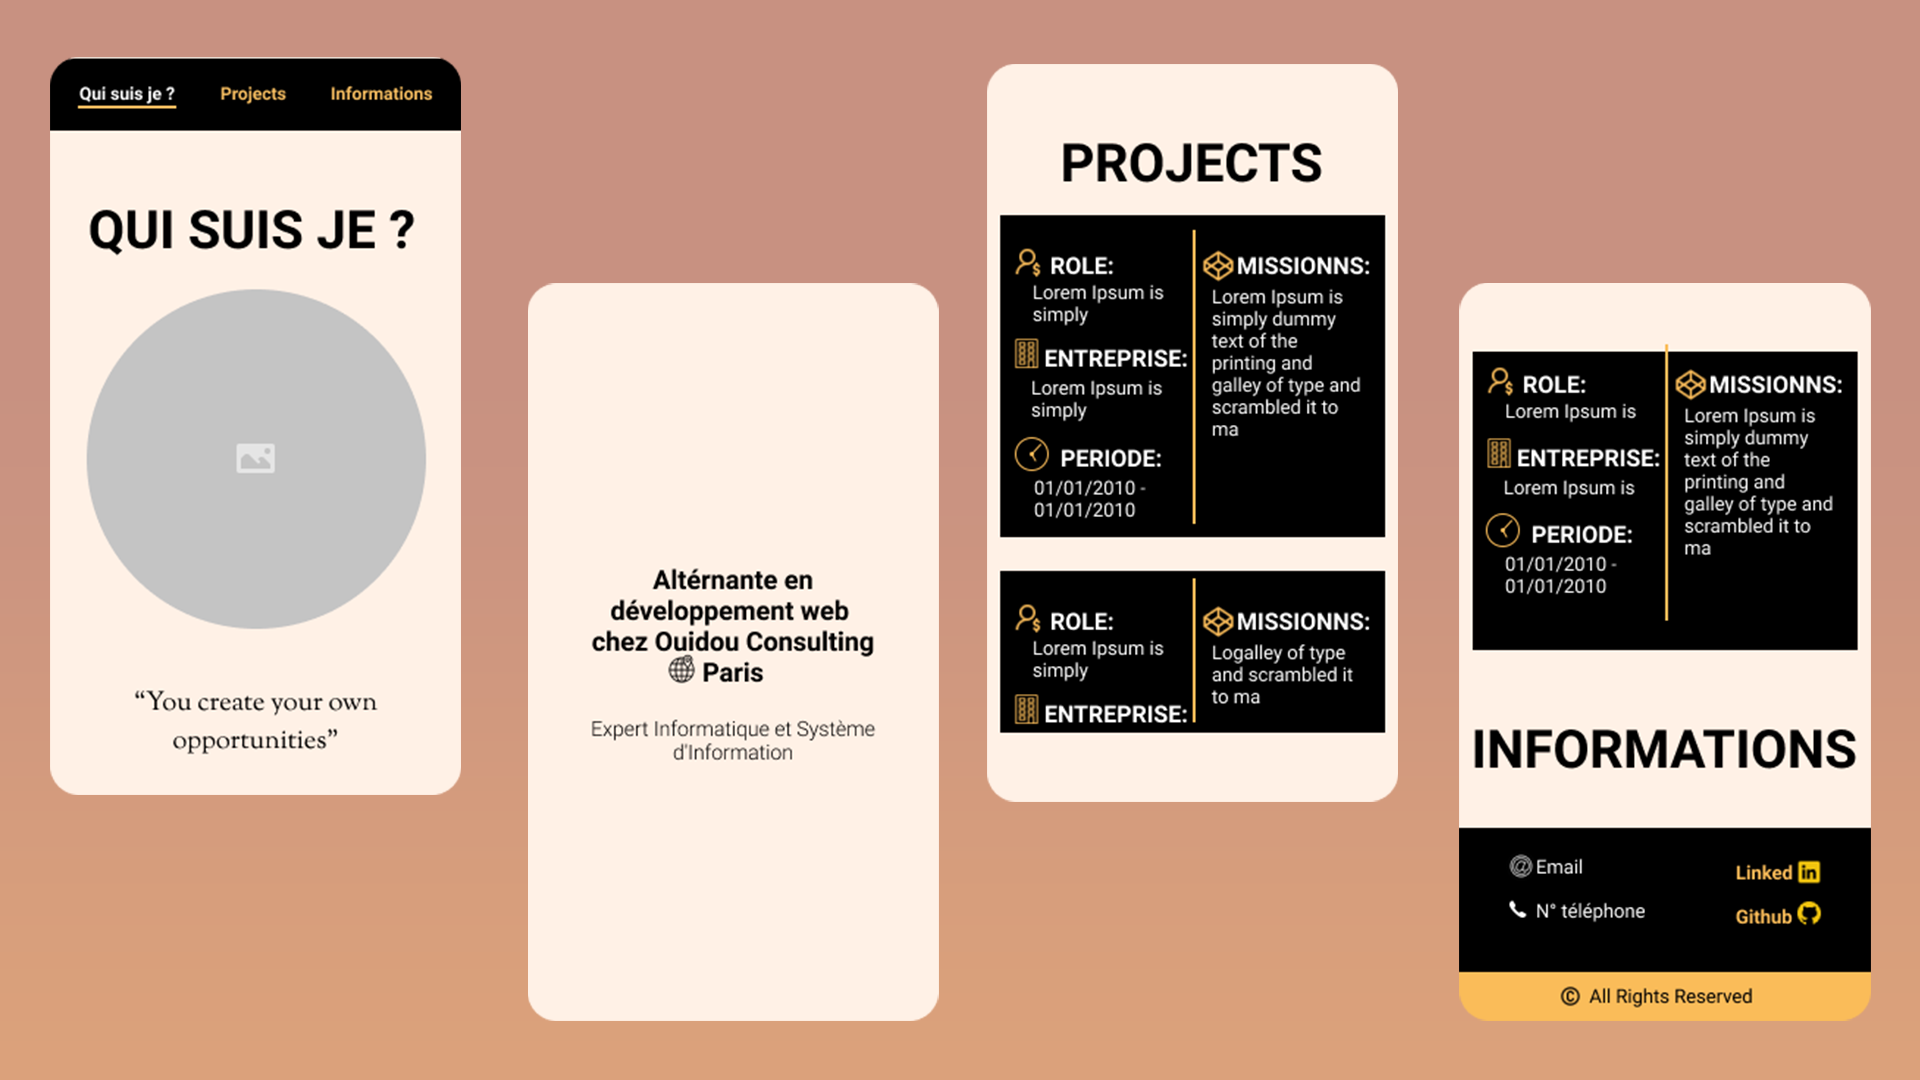 Qui suis je ? Projects Informations
QUI SUIS JE ?
“You create your own
opportunities”
Altérnante en
développement web
chez Ouidou Consulting
Paris
Expert Informatique et Système
d'Information
PROJECTS
ROLE:
Lorem Ipsum is
simply
ENTREPRISE:
Lorem Ipsum is
simply
PERIODE:
01/01/2010 -
01/01/2010
MISSIONNS:
Lorem Ipsum is
simply dummy
text of the
printing and
galley of type and
scrambled it to
ma
ROLE:
Lorem Ipsum is
simply
ENTREPRISE:
MISSIONNS:
Logalley of type
and scrambled it
to ma
ROLE:
Lorem Ipsum is
ENTREPRISE:
Lorem Ipsum is
PERIODE:
01/01/2010 -
01/01/2010
MISSIONNS:
Lorem Ipsum is
simply dummy
text of the
printing and
galley of type and
scrambled it to
ma
INFORMATIONS
@ Email
N° téléphone
Linked in
Github
© All Rights Reserved